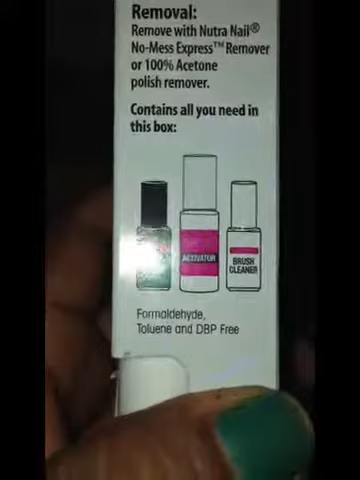 Removal:
Remove with Nutra Nail®
No-Mess Express™ Remover
or 100% Acetone
polish remover.
Contains all you need in
this box:
ACTIVATOR
BRUSH
CLEANER
Formaldehyde,
Toluene and DBP Free